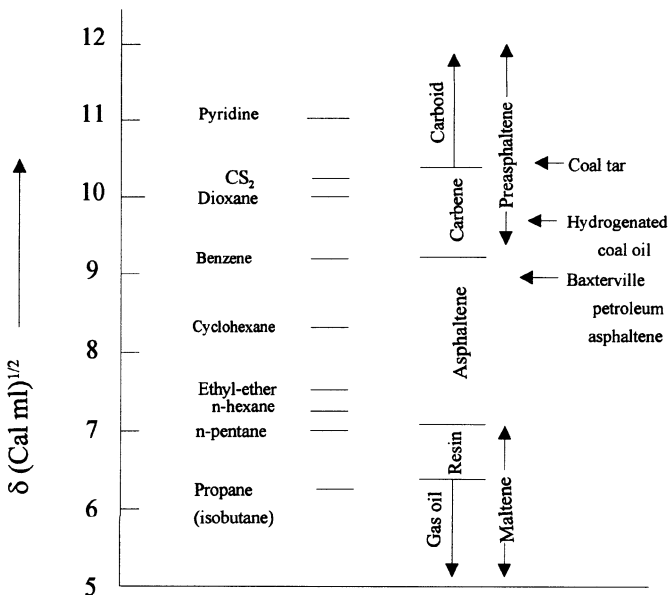 12
11
10
9
8
7
6
5
δ (Cal ml)1/2
Pyridine
CS2
Dioxane
Benzene
Cyclohexane
Ethyl-ether
n-hexane
n-pentane
Propane
(isobutane)
Carboid
Carbene
Asphaltene
Resin
Gas oil
Preasphaltene
Maltene
Coal tar
Hydrogenated
coal oil
Baxterville
petroleum
asphaltene